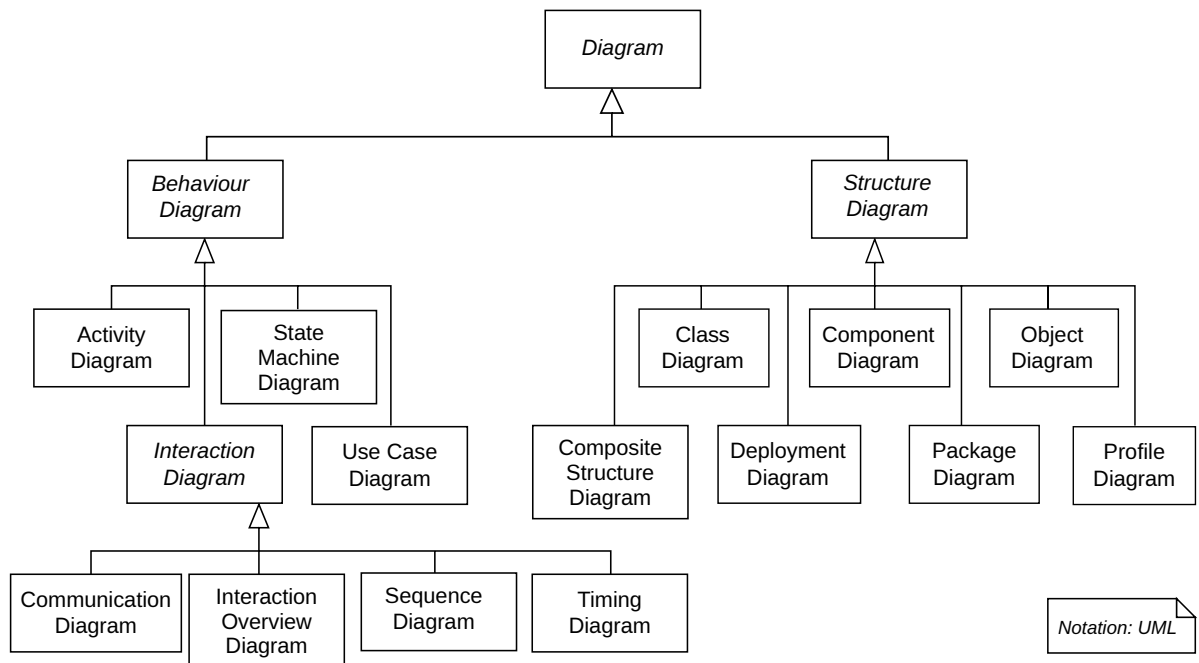 Diagram
Behaviour
Diagram
Structure
Diagram
Activity
Diagram
State
Machine
Diagram
Class
Diagram
Component
Diagram
Object
Diagram
Interaction
Diagram
Use Case
Diagram
Composite
Structure
Diagram
Deployment
Diagram
Package
Diagram
Profile
Diagram
Communication
Diagram
Interaction
Overview
Diagram
Sequence
Diagram
Timing
Diagram
Notation: UML